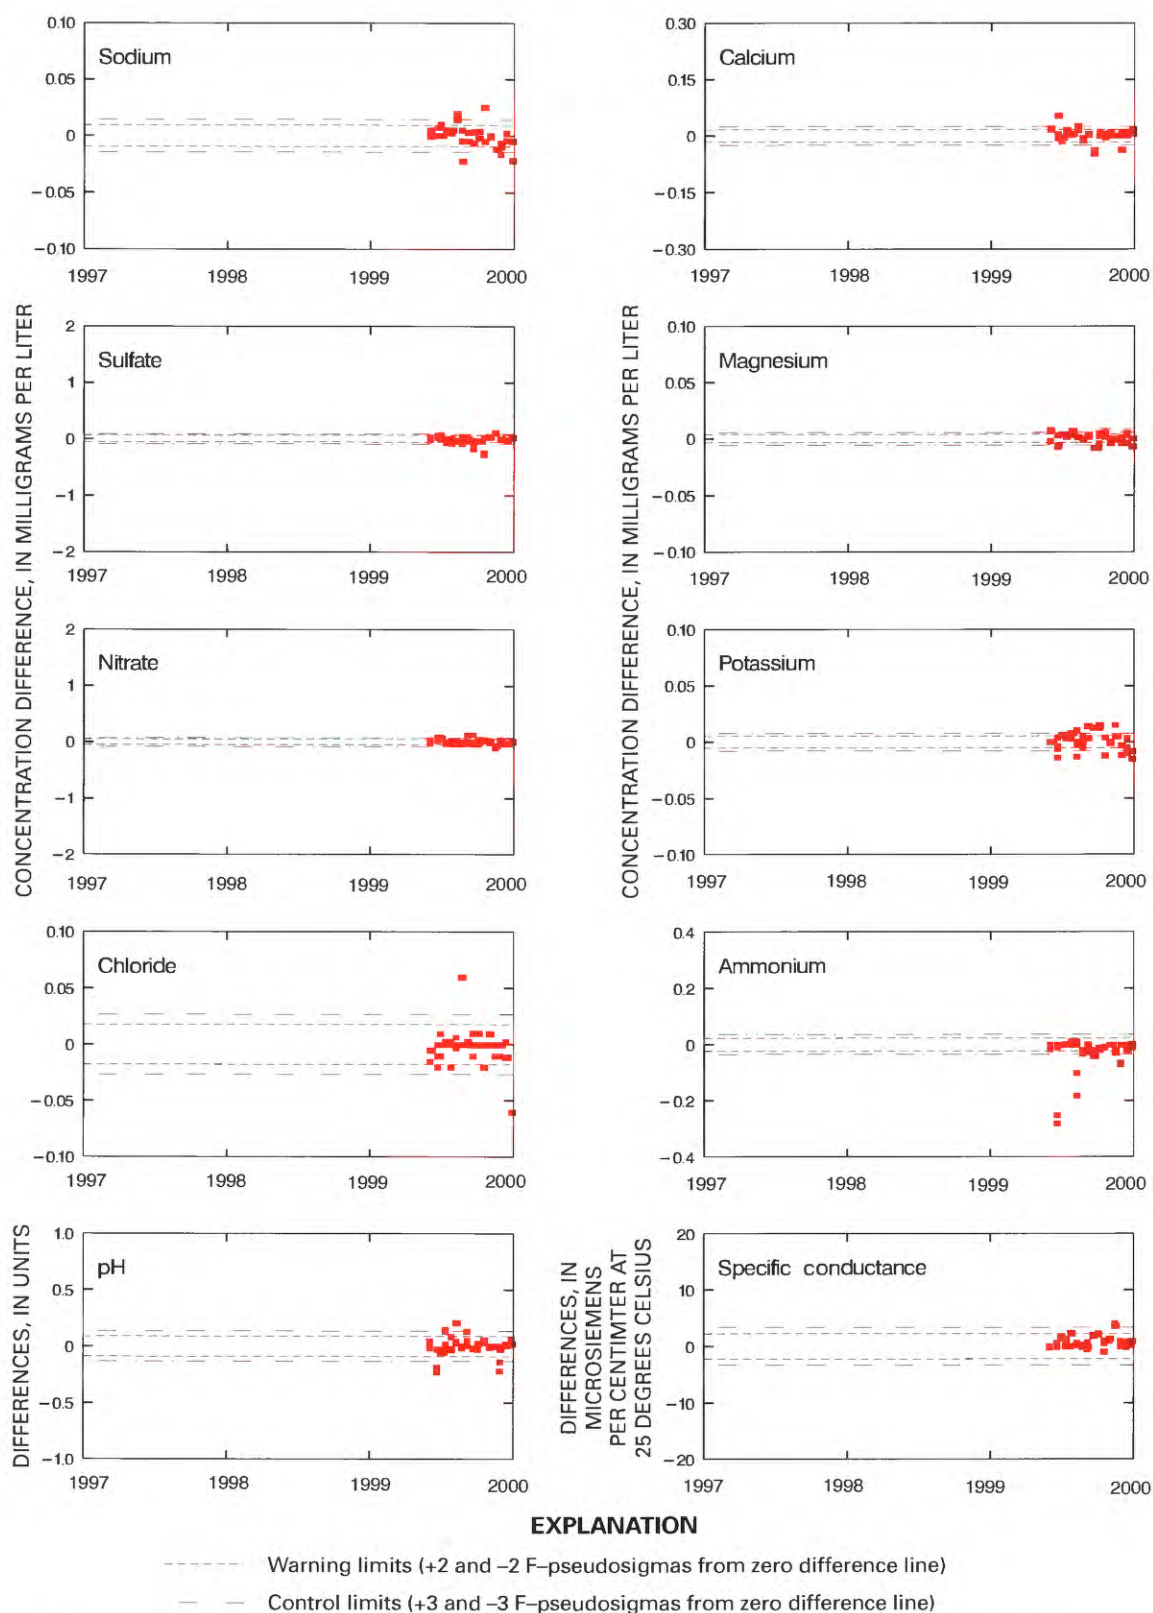 0.10
0.05
0
−0.05
−0.10
Sodium
1997 1998 1999 2000
0.30
0.15
0
−0.15
−0.30
Calcium
1997 1998 1999 2000
CONCENTRATION DIFFERENCE, IN MILLIGRAMS PER LITER
2
1
0
−1
−2
Sulfate
1997 1998 1999 2000
CONCENTRATION DIFFERENCE, IN MILLIGRAMS PER LITER
0.10
0.05
0
−0.05
−0.10
Magnesium
1997 1998 1999 2000
2
1
0
−1
−2
Nitrate
1997 1998 1999 2000
0.10
0.05
0
−0.05
−0.10
Potassium
1997 1998 1999 2000
0.10
0.05
0
−0.05
−0.10
Chloride
1997 1998 1999 2000
0.4
0.2
0
−0.2
−0.4
Ammonium
1997 1998 1999 2000
DIFFERENCES, IN UNITS
1.0
0.5
0
−0.5
−1.0
pH
1997 1998 1999 2000
DIFFERENCES, IN
MICROSIEMENS
PER CENTIMTER AT
25 DEGREES CELSIUS
20
10
0
−10
−20
Specific conductance
1997 1998 1999 2000
EXPLANATION
Warning limits (+2 and −2 F–pseudosigmas from zero difference line)
Control limits (+3 and −3 F–pseudosigmas from zero difference line)